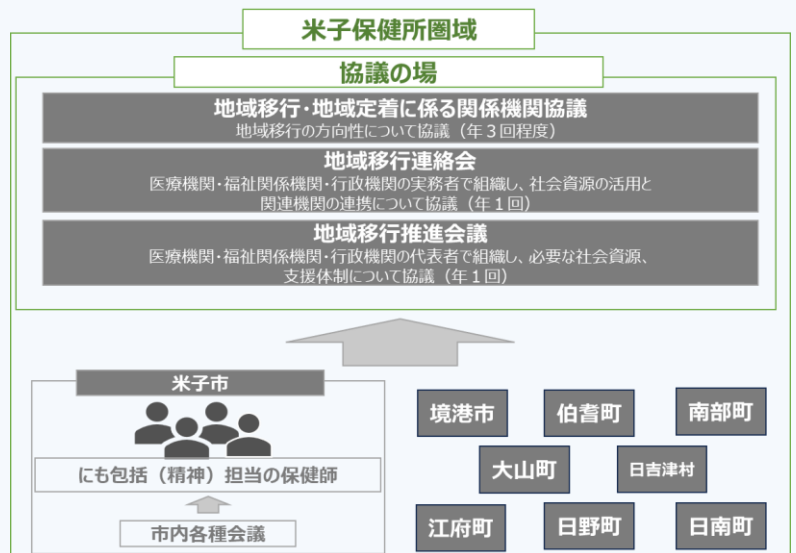 米子保健所圏域
協議の場
地域移行・地域定着に係る関係機関協議
地域移行の方向性について協議（年３回程度）
地域移行連絡会
医療機関・福祉関係機関・行政機関の実務者で組織し、社会資源の活用と
関連機関の連携について協議（年１回）
地域移行推進会議
医療機関・福祉関係機関・行政機関の代表者で組織し、必要な社会資源、
支援体制について協議（年１回）
米子市
にも包括（精神）担当の保健師
市内各種会議
境港市
伯耆町
南部町
大山町
日吉津村
江府町
日野町
日南町